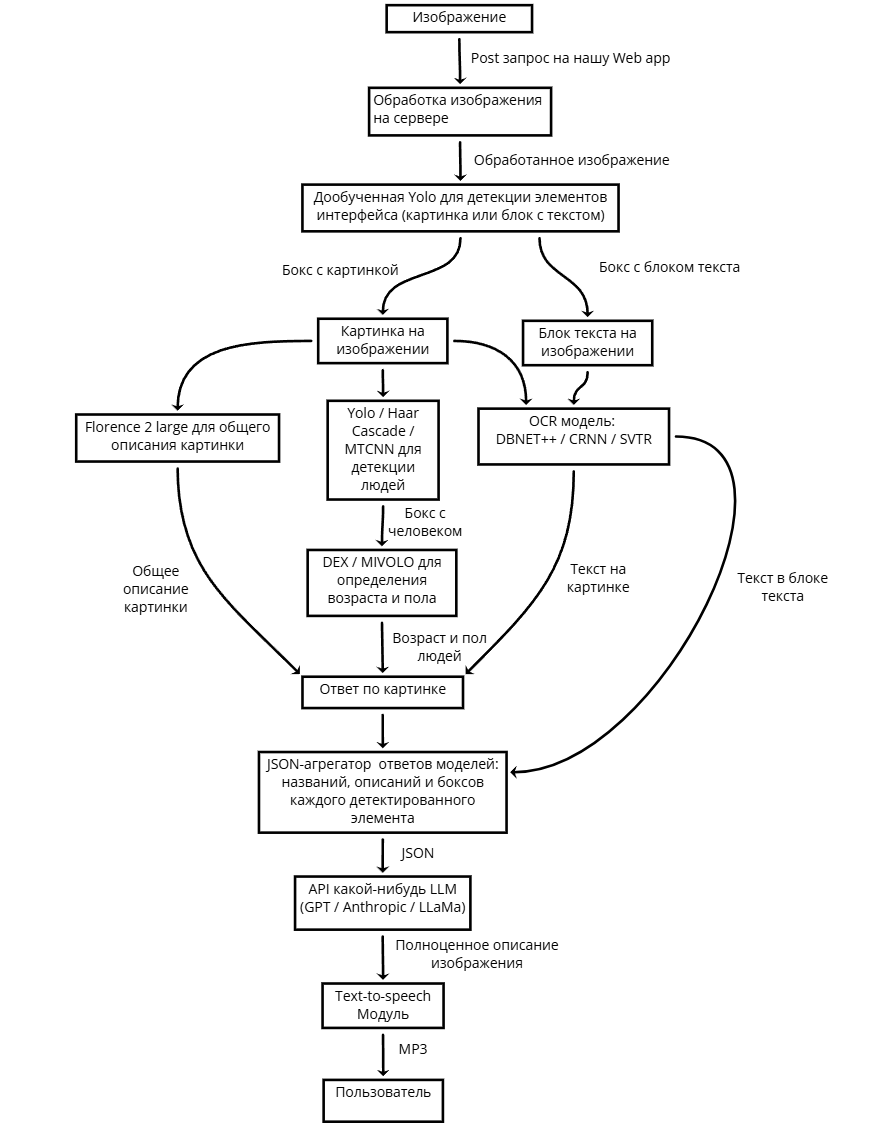 Изображение
Post запрос на нашу Web app
Обработка изображения
на сервере
Обработанное изображение
Дообученная Yolo для детекции элементов
интерфейса (картинка или блок с текстом)
Бокс с картинкой
Бокс с блоком текста
Картинка на
изображении
Блок текста на
изображении
Florence 2 large для общего
описания картинки
Yolo / Haar
Cascade /
MTCNN для
детекции
людей
OCR модель:
DBNET++ / CRNN / SVTR
Бокс с
человеком
DEX / MIVOLO для
определения
возраста и пола
Общее
описание
картинки
Текст на
картинке
Текст в блоке
текста
Возраст и пол
людей
Ответ по картинке
JSON-агрегатор  ответов моделей:
названий, описаний и боксов
каждого детектированного
элемента
JSON
API какой-нибудь LLM
(GPT / Anthropic / LLaMa)
Полноценное описание
изображения
Text-to-speech
Модуль
MP3
Пользователь